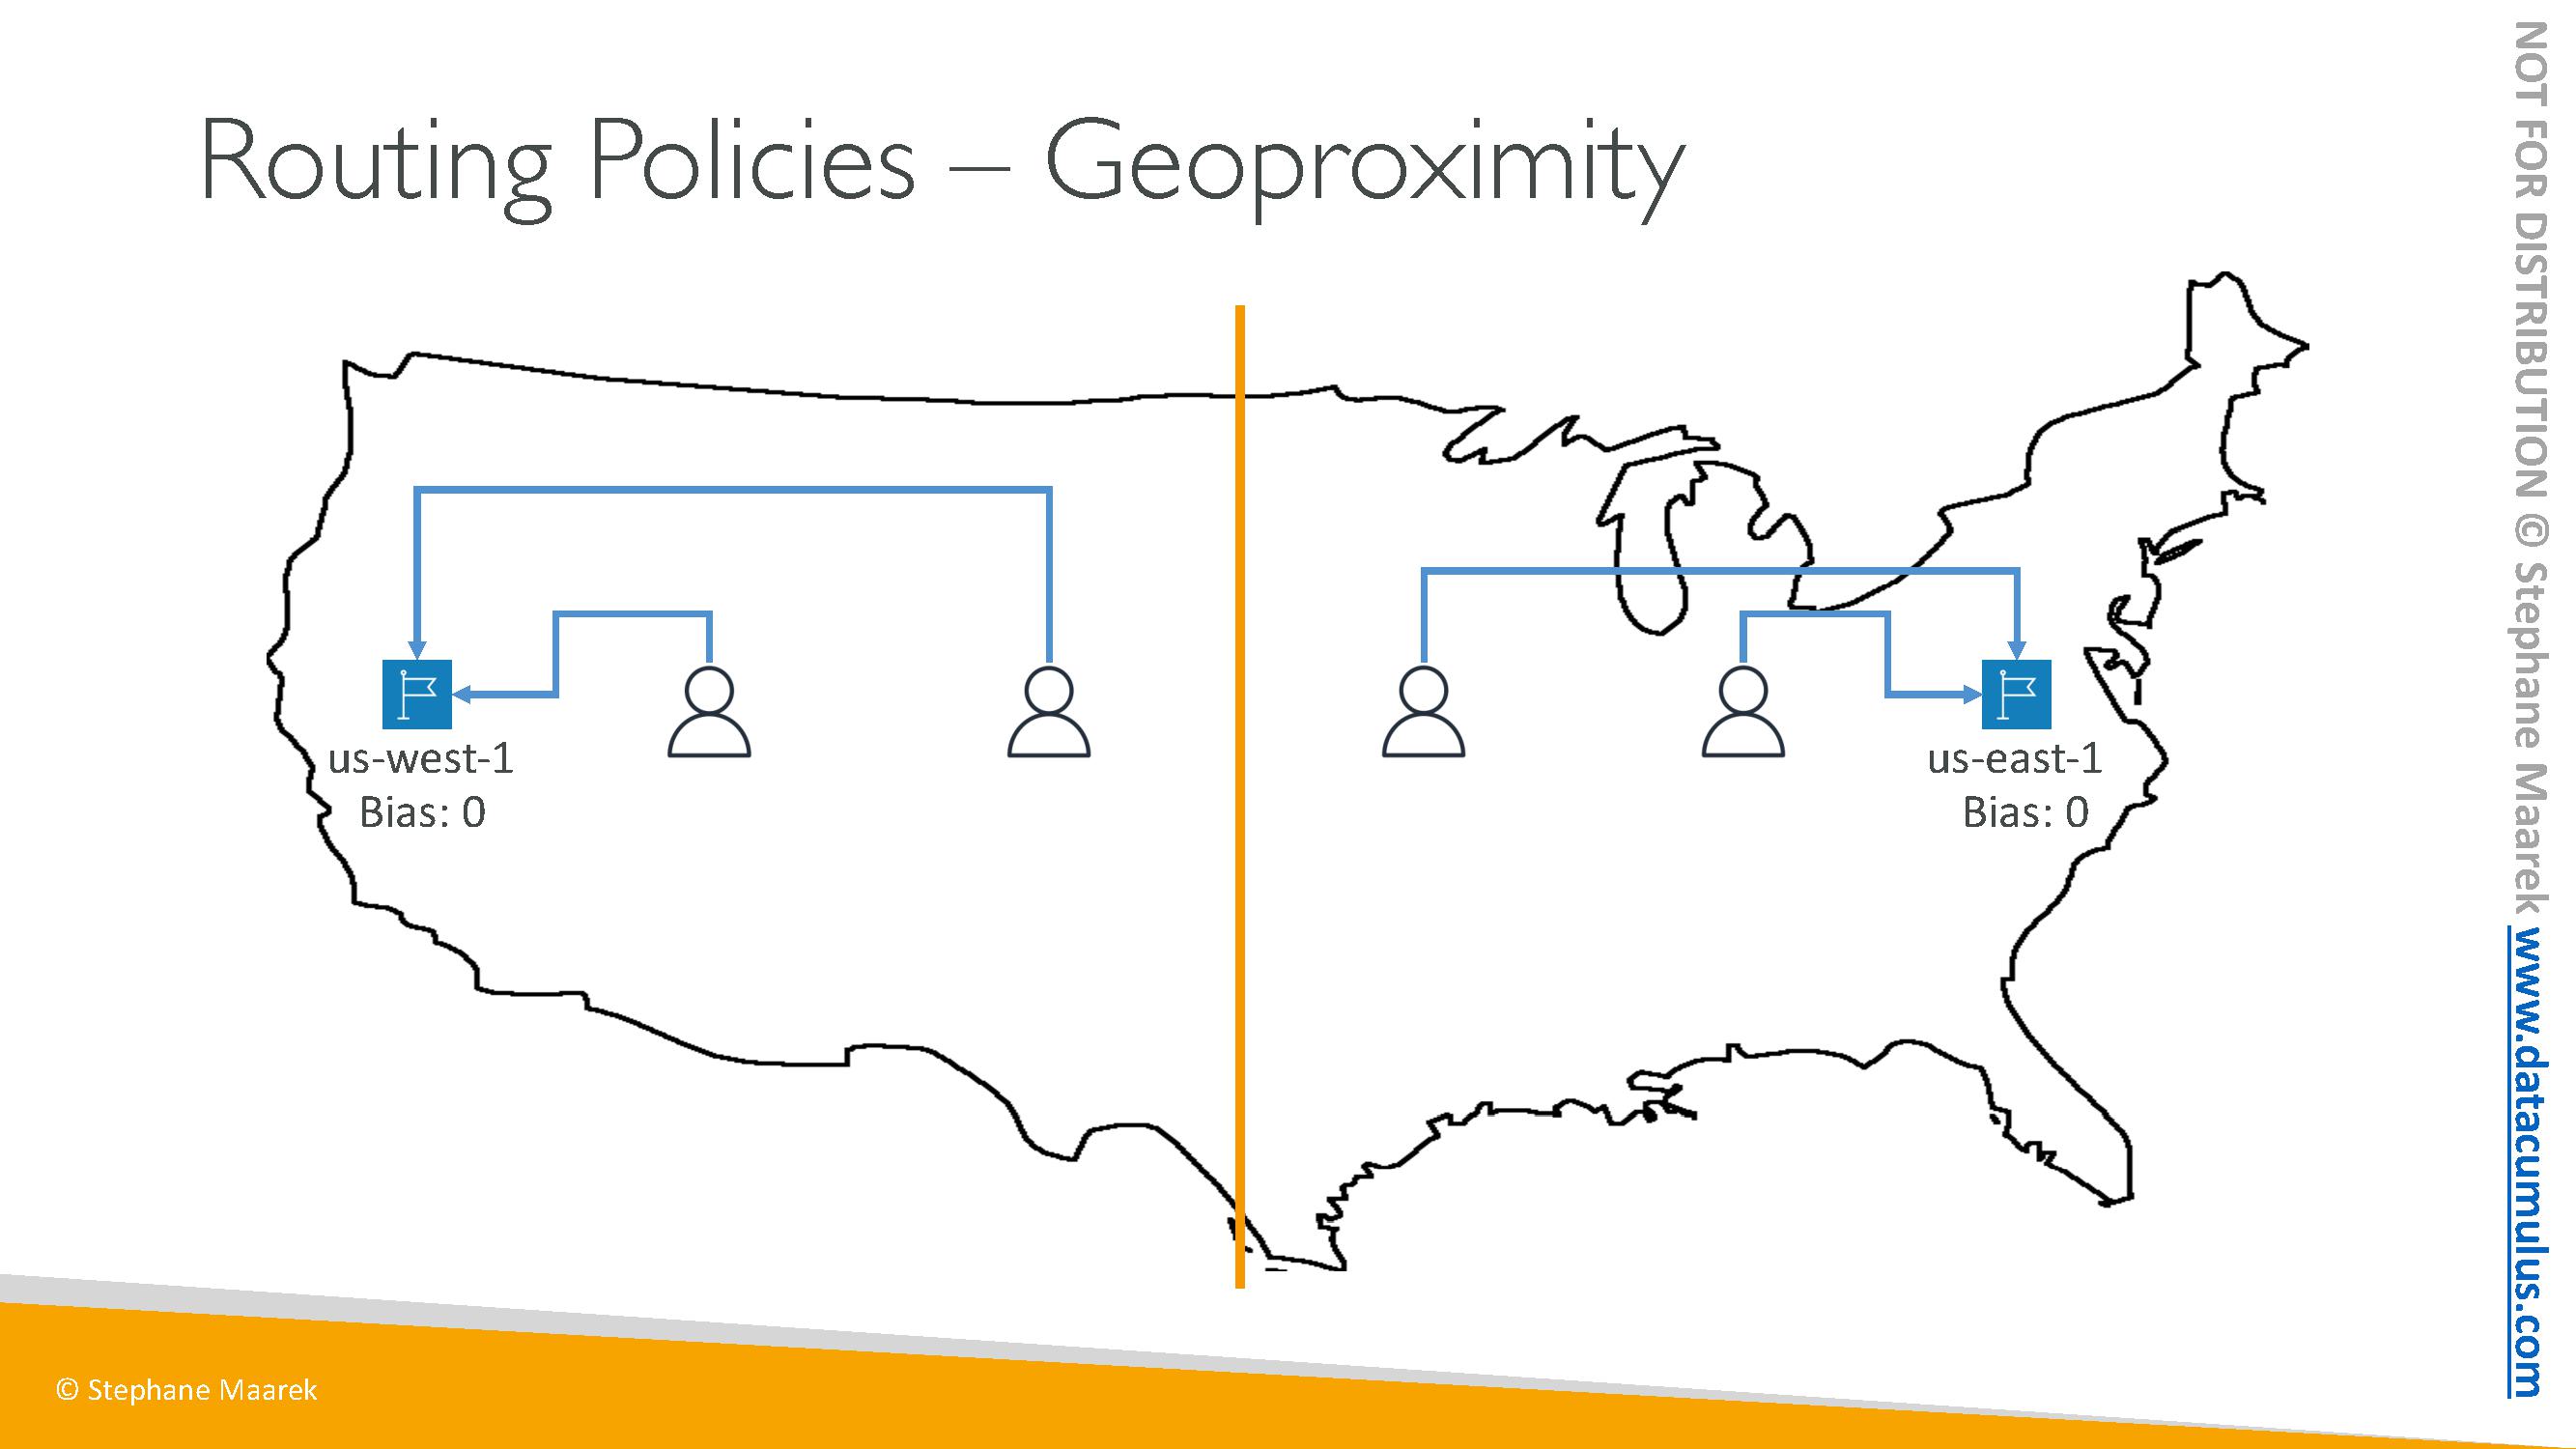 Routing Policies – Geoproximity
us-west-1
Bias: 0
us-east-1
Bias: 0
© Stephane Maarek
NOT FOR DISTRIBUTION © Stephane Maarek www.datacumulus.com